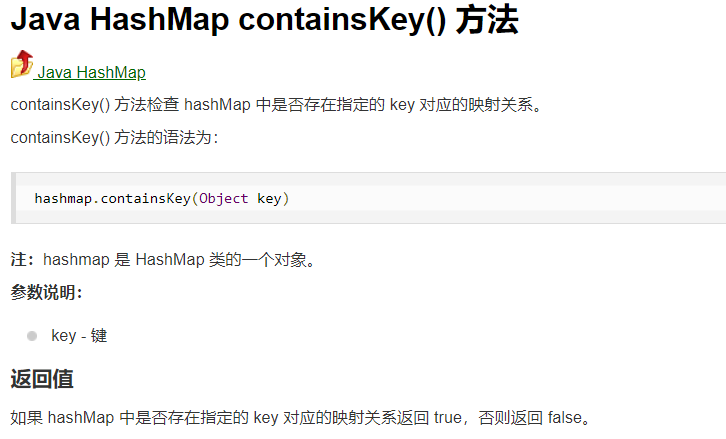 Java HashMap containsKey() 方法
Java HashMap
containsKey() 方法检查 hashMap 中是否存在指定的 key 对应的映射关系。
containsKey() 方法的语法为：
hashmap.containsKey(Object key)
注：hashmap 是 HashMap 类的一个对象。
参数说明：
key - 键
返回值
如果 hashMap 中是否存在指定的 key 对应的映射关系返回 true，否则返回 false。